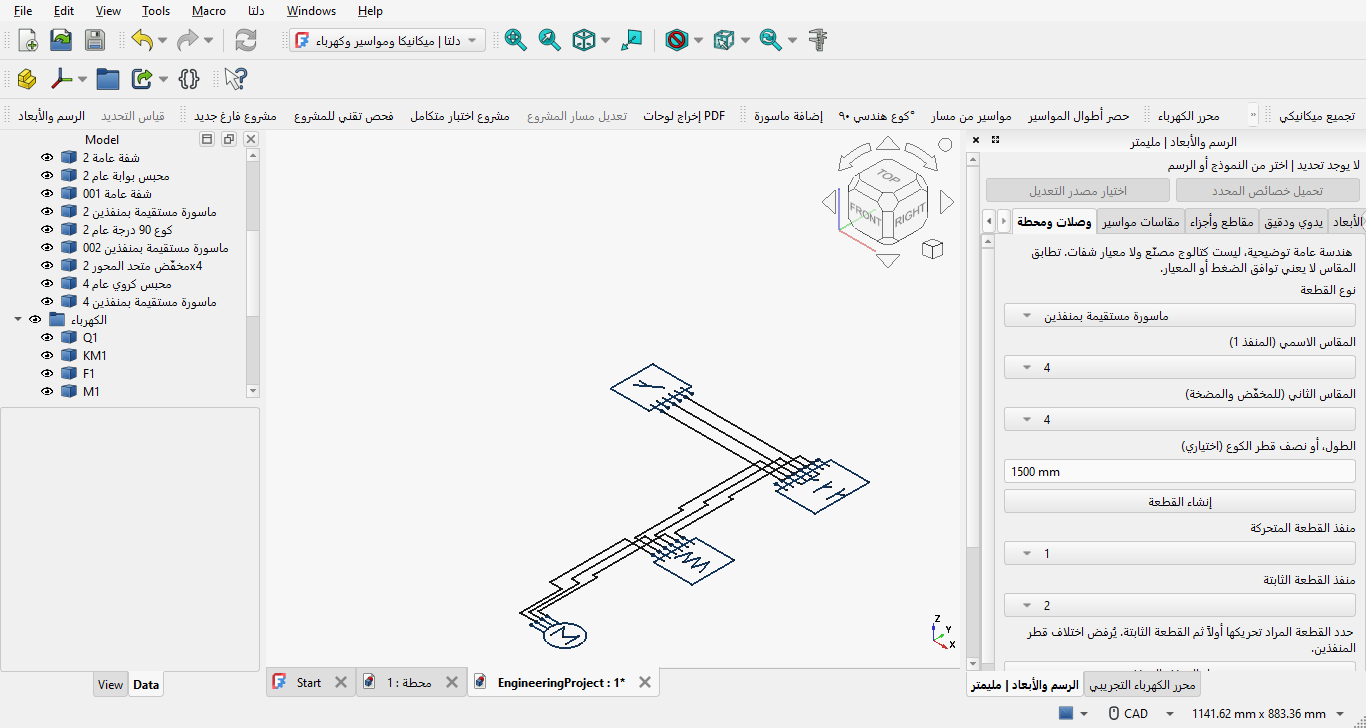 File Edit View Tools Macro دلتا Windows Help
دلتا | ميكانيكا ومواسير وكهرباء
الرسم والأبعاد
قياس التحديد
مشروع فارغ جديد
فحص تقني للمشروع
مشروع اختبار متكامل
تعديل مسار المشروع
إخراج لوحات PDF
إضافة ماسورة
كوع هندسي ٩٠°
مواسير من مسار
حصر أطوال المواسير
محرر الكهرباء
تجميع ميكانيكي
Model
شفة عامة 2
محبس بوابة عام 2
شفة عامة 001
ماسورة مستقيمة بمنفذين 2
كوع 90 درجة عام 2
ماسورة مستقيمة بمنفذين 002
مخفّض متحد المحور 2x4
محبس كروي عام 4
ماسورة مستقيمة بمنفذين 4
الكهرباء
Q1
KM1
F1
M1
View Data
TOP
FRONT
RIGHT
Z
Y
X
M
Start
محطة : 1
EngineeringProject : 1*
الرسم والأبعاد | مليمتر
لا يوجد تحديد | اختر من النموذج أو الرسم
تحميل خصائص المحدد
اختيار مصدر التعديل
الأبعاد
يدوي ودقيق
مقاطع وأجزاء
مقاسات مواسير
وصلات ومحطة
هندسة عامة توضيحية، ليست كتالوج مصنّع ولا معيار شفات. تطابق
المقاس لا يعني توافق الضغط أو المعيار.
نوع القطعة
ماسورة مستقيمة بمنفذين
المقاس الاسمي (المنفذ 1)
4
المقاس الثاني (للمخفّض والمضخة)
4
الطول، أو نصف قطر الكوع (اختياري)
1500 mm
إنشاء القطعة
منفذ القطعة المتحركة
1
منفذ القطعة الثابتة
2
حدد القطعة المراد تحريكها أولاً ثم القطعة الثابتة. يُرفض اختلاف قطر
المنفذين.
الرسم والأبعاد | مليمتر
محرر الكهرباء التجريبي
CAD
1141.62 mm x 883.36 mm